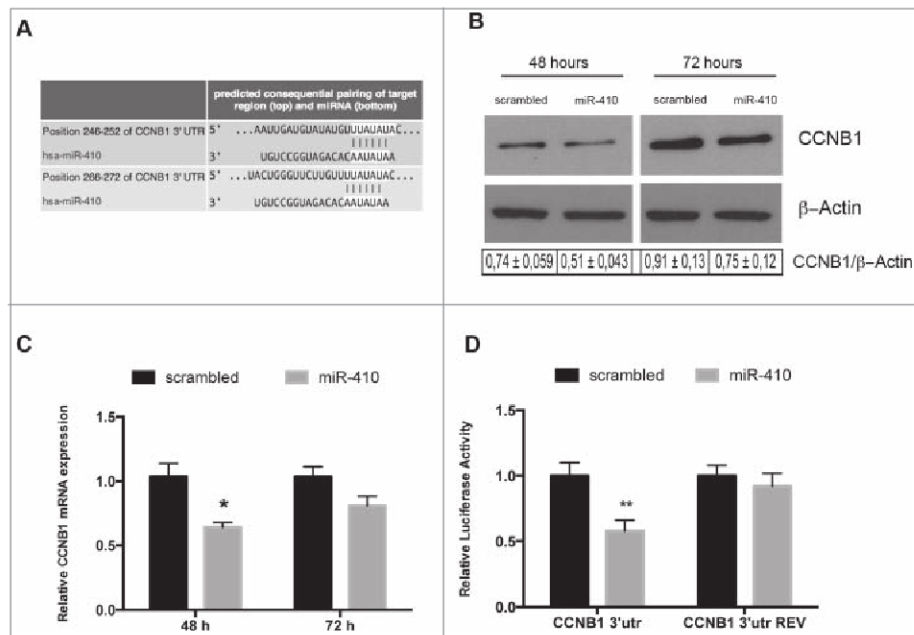 A
predicted consequential pairing of target
region (top) and miRNA (bottom)
Position 246-252 of CCNB1 3' UTR 5' ...AAUUGAUGUAUAUGUUUAUAUAC...
hsa-miR-410 3' UGUCCGGUAGACACAAUAUAA
Position 266-272 of CCNB1 3' UTR 5' ...UACUGGGUUCUUGUUUAUAUAC...
hsa-miR-410 3' UGUCCGGUAGACACAAUAUAA
B
48 hours 72 hours
scrambled miR-410 scrambled miR-410
CCNB1
β-Actin
0,74 ± 0,059 0,51 ± 0,043 0,91 ± 0,13 0,75 ± 0,12 CCNB1/β-Actin
C
scrambled miR-410
Relative CCNB1 mRNA expression
1.5
1.0
0.5
0.0
*
48 h 72 h
D
scrambled miR-410
Relative Luciferase Activity
1.5
1.0
0.5
0.0
**
CCNB1 3'utr CCNB1 3'utr REV